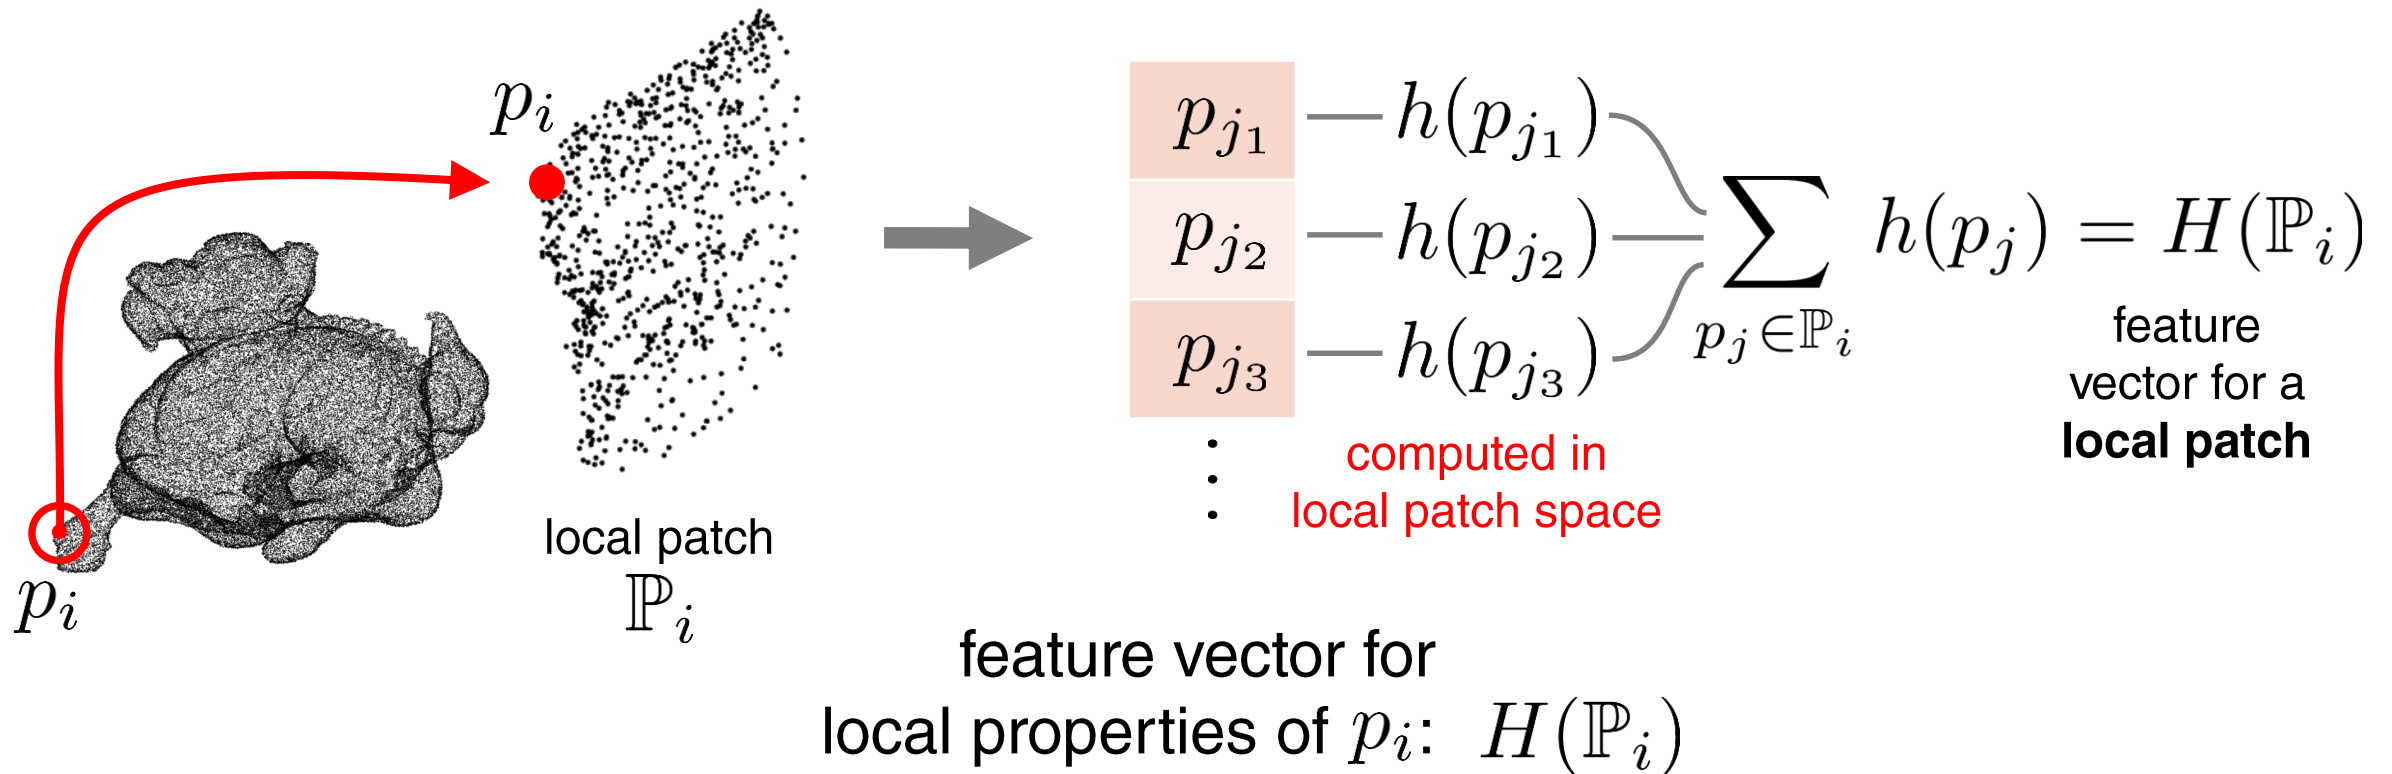 p_i
p_i
local patch
ℙ_i
p_{j_1} h(p_{j_1})
p_{j_2} h(p_{j_2})
p_{j_3} h(p_{j_3})
⋮
computed in
local patch space
∑_{p_j∈ℙ_i} h(p_j) = H(ℙ_i)
feature
vector for a
local patch
feature vector for
local properties of p_i: H(ℙ_i)